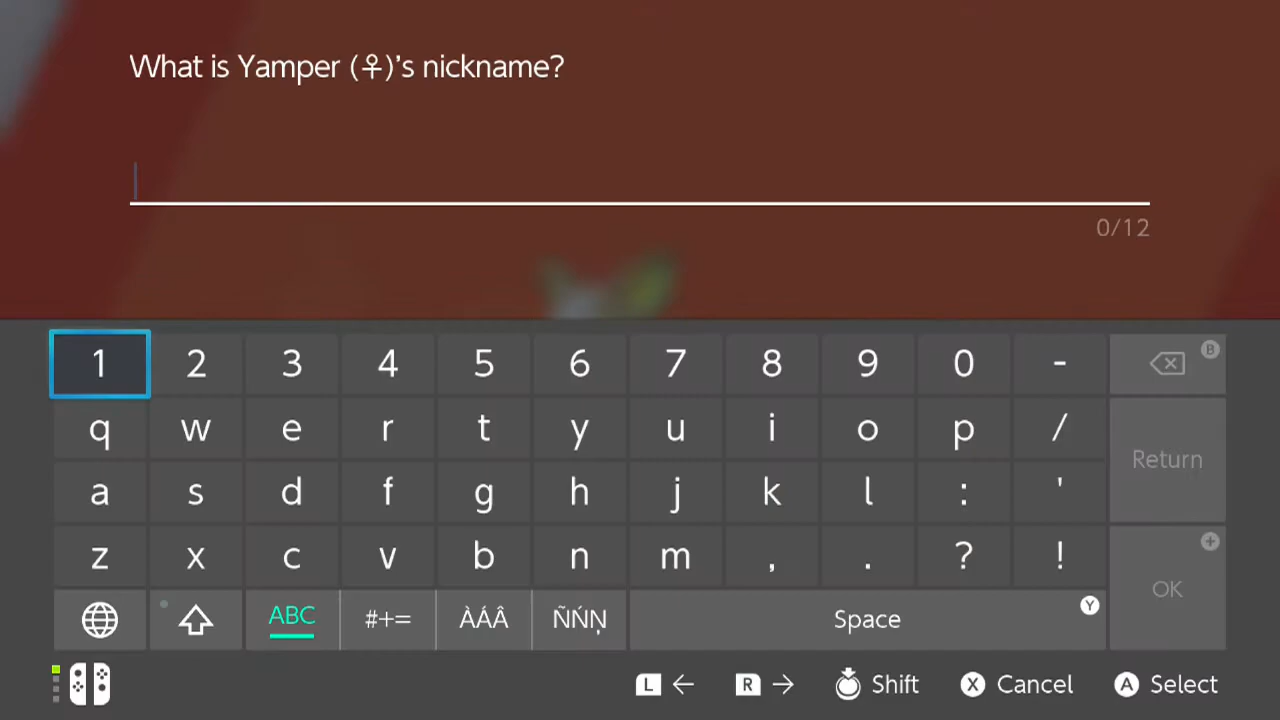 What is Yamper (♀)'s nickname?
0/12
1 2 3 4 5 6 7 8 9 0 - B
q w e r t y u i o p /
Return
a s d f g h j k l : '
z x c v b n m , . ? ! +
OK
ABC #+= ÀÁÂ ÑŃŅ Space Y
L ← R → Shift X Cancel A Select